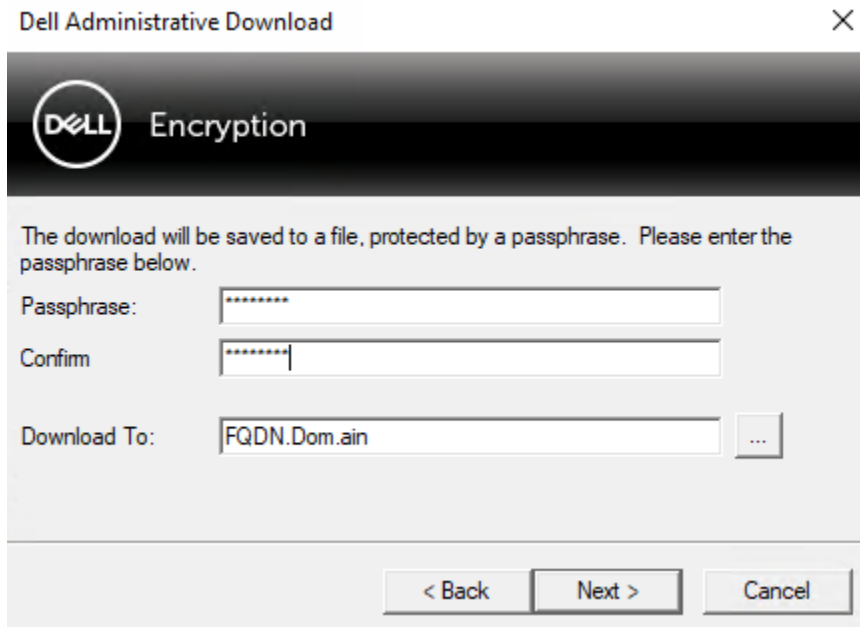 Dell Administrative Download
DELL
Encryption
The download will be saved to a file, protected by a passphrase.  Please enter the
passphrase below.
Passphrase: ********
Confirm ********
Download To: FQDN.Dom.ain ...
< Back Next > Cancel